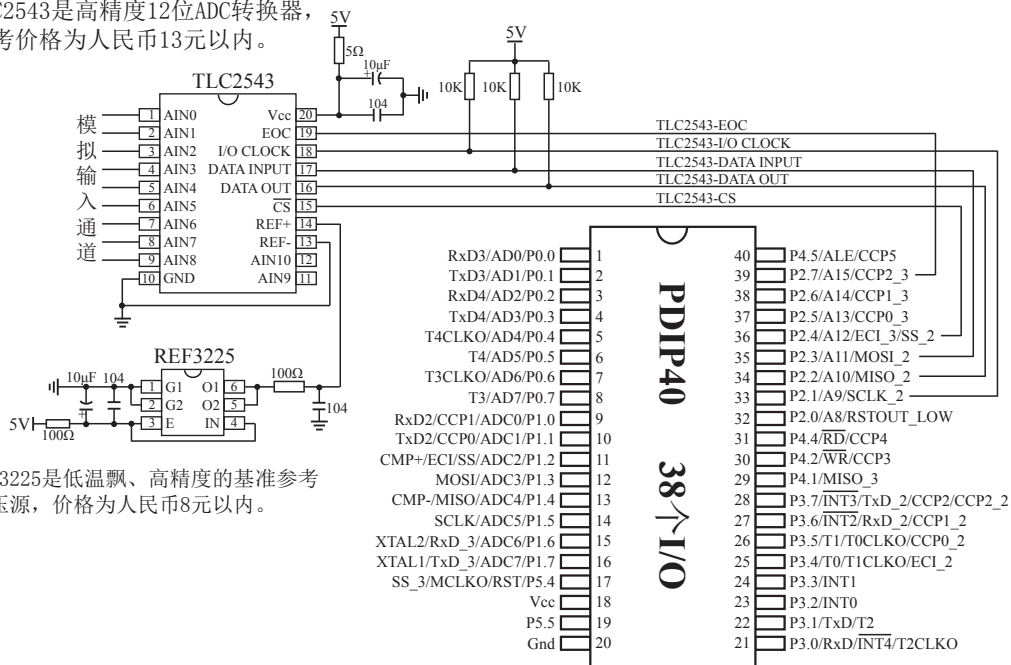 C2543是高精度12位ADC转换器,
考价格为人民币13元以内。
5V
5Ω
10μF
+
104
5V
10K
10K
10K
TLC2543
模拟输入通道
1 AIN0
2 AIN1
3 AIN2
4 AIN3
5 AIN4
6 AIN5
7 AIN6
8 AIN7
9 AIN8
10 GND
Vcc 20
EOC 19
I/O CLOCK 18
DATA INPUT 17
DATA OUT 16
CS 15
REF+ 14
REF- 13
AIN10 12
AIN9 11
TLC2543-EOC
TLC2543-I/O CLOCK
TLC2543-DATA INPUT
TLC2543-DATA OUT
TLC2543-CS
REF3225
10μF 104
+
1 G1
2 G2
3 E
O1 6
O2 5
IN 4
100Ω
104
5V
100Ω
3225是低温飘、高精度的基准参考
压源，价格为人民币8元以内。
PDIP40 38个I/O
RxD3/AD0/P0.0 1
TxD3/AD1/P0.1 2
RxD4/AD2/P0.2 3
TxD4/AD3/P0.3 4
T4CLKO/AD4/P0.4 5
T4/AD5/P0.5 6
T3CLKO/AD6/P0.6 7
T3/AD7/P0.7 8
RxD2/CCP1/ADC0/P1.0 9
TxD2/CCP0/ADC1/P1.1 10
CMP+/ECI/SS/ADC2/P1.2 11
MOSI/ADC3/P1.3 12
CMP-/MISO/ADC4/P1.4 13
SCLK/ADC5/P1.5 14
XTAL2/RxD_3/ADC6/P1.6 15
XTAL1/TxD_3/ADC7/P1.7 16
SS_3/MCLKO/RST/P5.4 17
Vcc 18
P5.5 19
Gnd 20
40 P4.5/ALE/CCP5
39 P2.7/A15/CCP2_3
38 P2.6/A14/CCP1_3
37 P2.5/A13/CCP0_3
36 P2.4/A12/ECI_3/SS_2
35 P2.3/A11/MOSI_2
34 P2.2/A10/MISO_2
33 P2.1/A9/SCLK_2
32 P2.0/A8/RSTOUT_LOW
31 P4.4/RD/CCP4
30 P4.2/WR/CCP3
29 P4.1/MISO_3
28 P3.7/INT3/TxD_2/CCP2/CCP2_2
27 P3.6/INT2/RxD_2/CCP1_2
26 P3.5/T1/T0CLKO/CCP0_2
25 P3.4/T0/T1CLKO/ECI_2
24 P3.3/INT1
23 P3.2/INT0
22 P3.1/TxD/T2
21 P3.0/RxD/INT4/T2CLKO